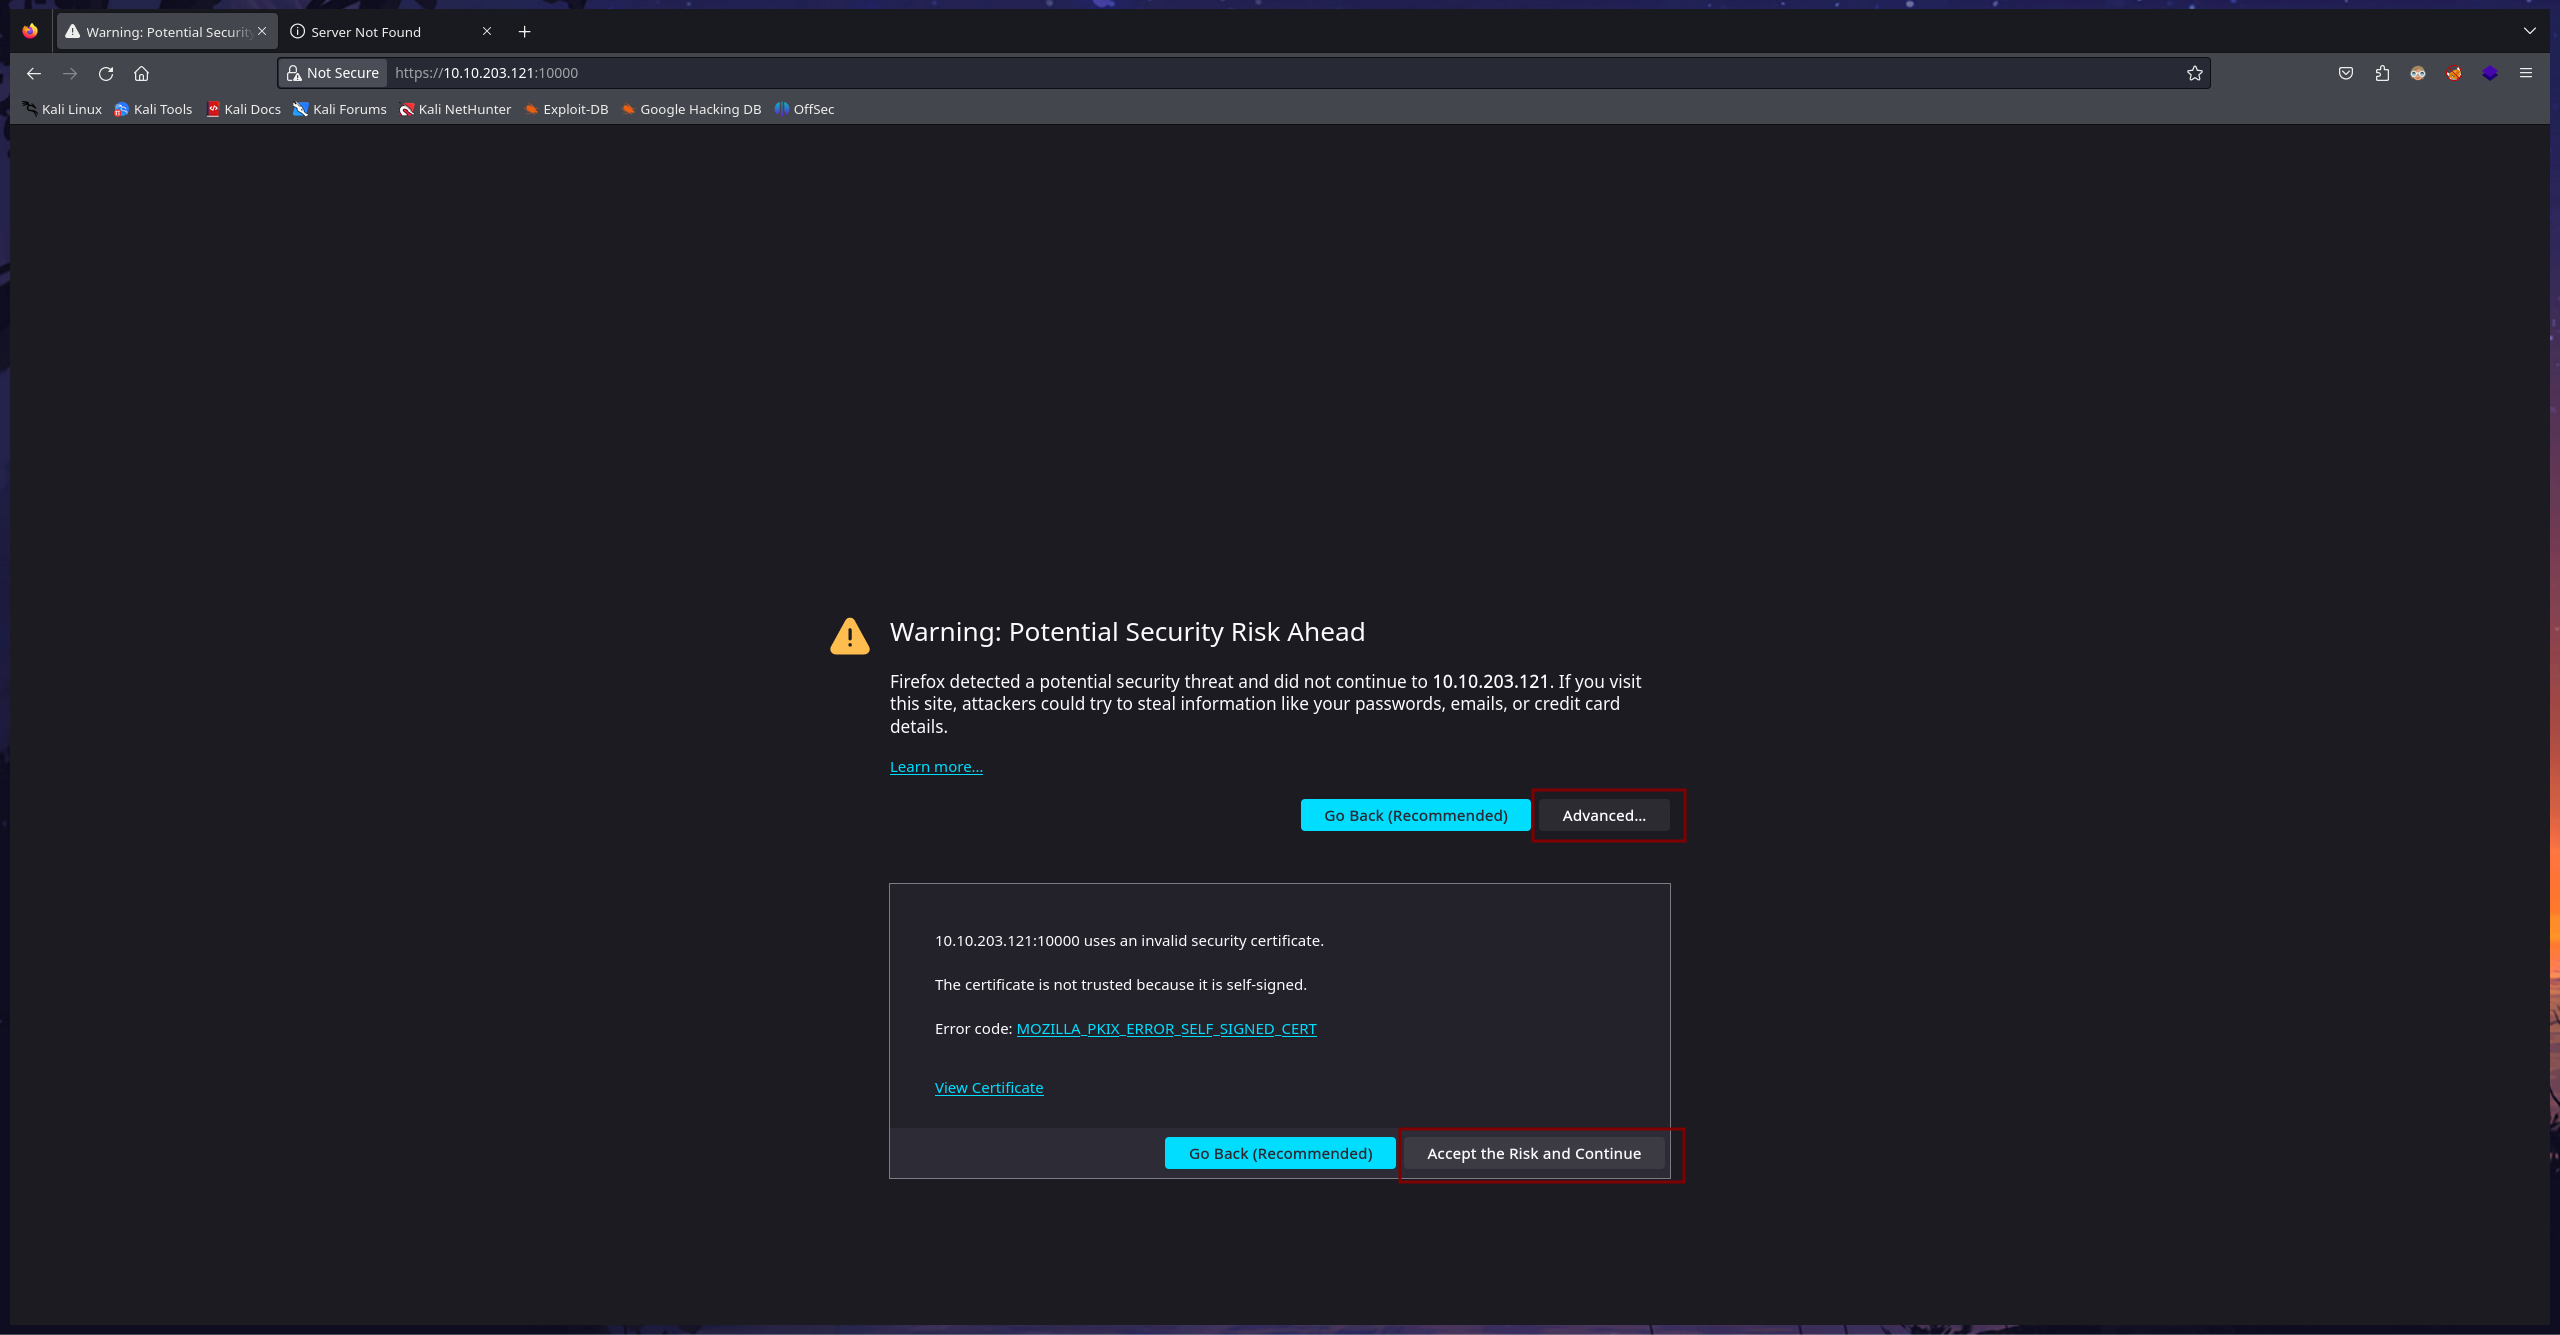 Warning: Potential Security
Server Not Found
Not Secure
https://10.10.203.121:10000
Kali Linux
Kali Tools
Kali Docs
Kali Forums
Kali NetHunter
Exploit-DB
Google Hacking DB
OffSec
Warning: Potential Security Risk Ahead
Firefox detected a potential security threat and did not continue to 10.10.203.121. If you visit
this site, attackers could try to steal information like your passwords, emails, or credit card
details.
Learn more…
Go Back (Recommended)
Advanced…
10.10.203.121:10000 uses an invalid security certificate.
The certificate is not trusted because it is self-signed.
Error code: MOZILLA_PKIX_ERROR_SELF_SIGNED_CERT
View Certificate
Go Back (Recommended)
Accept the Risk and Continue